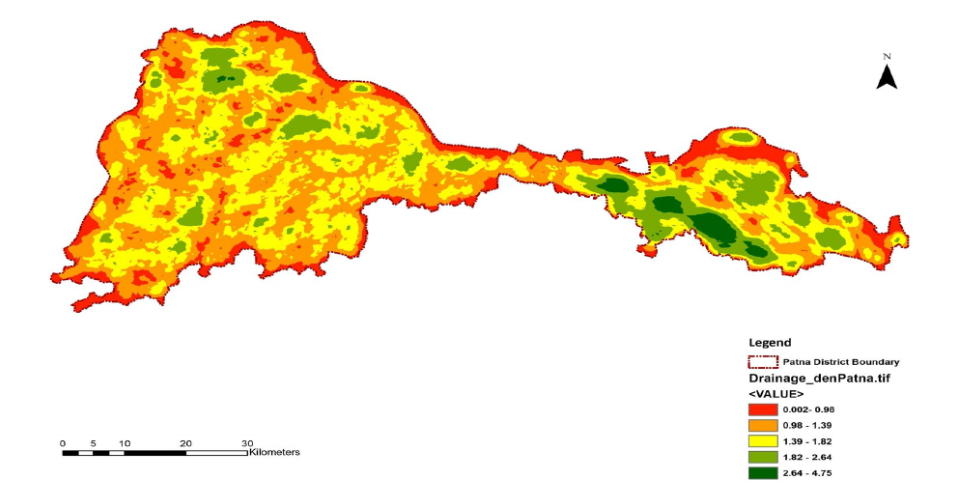 N
Legend
Patna District Boundary
Drainage_denPatna.tif
<VALUE>
0.002- 0.98
0.98 - 1.39
1.39 - 1.82
1.82 - 2.64
2.64 - 4.75
0 5 10 20 30
Kilometers